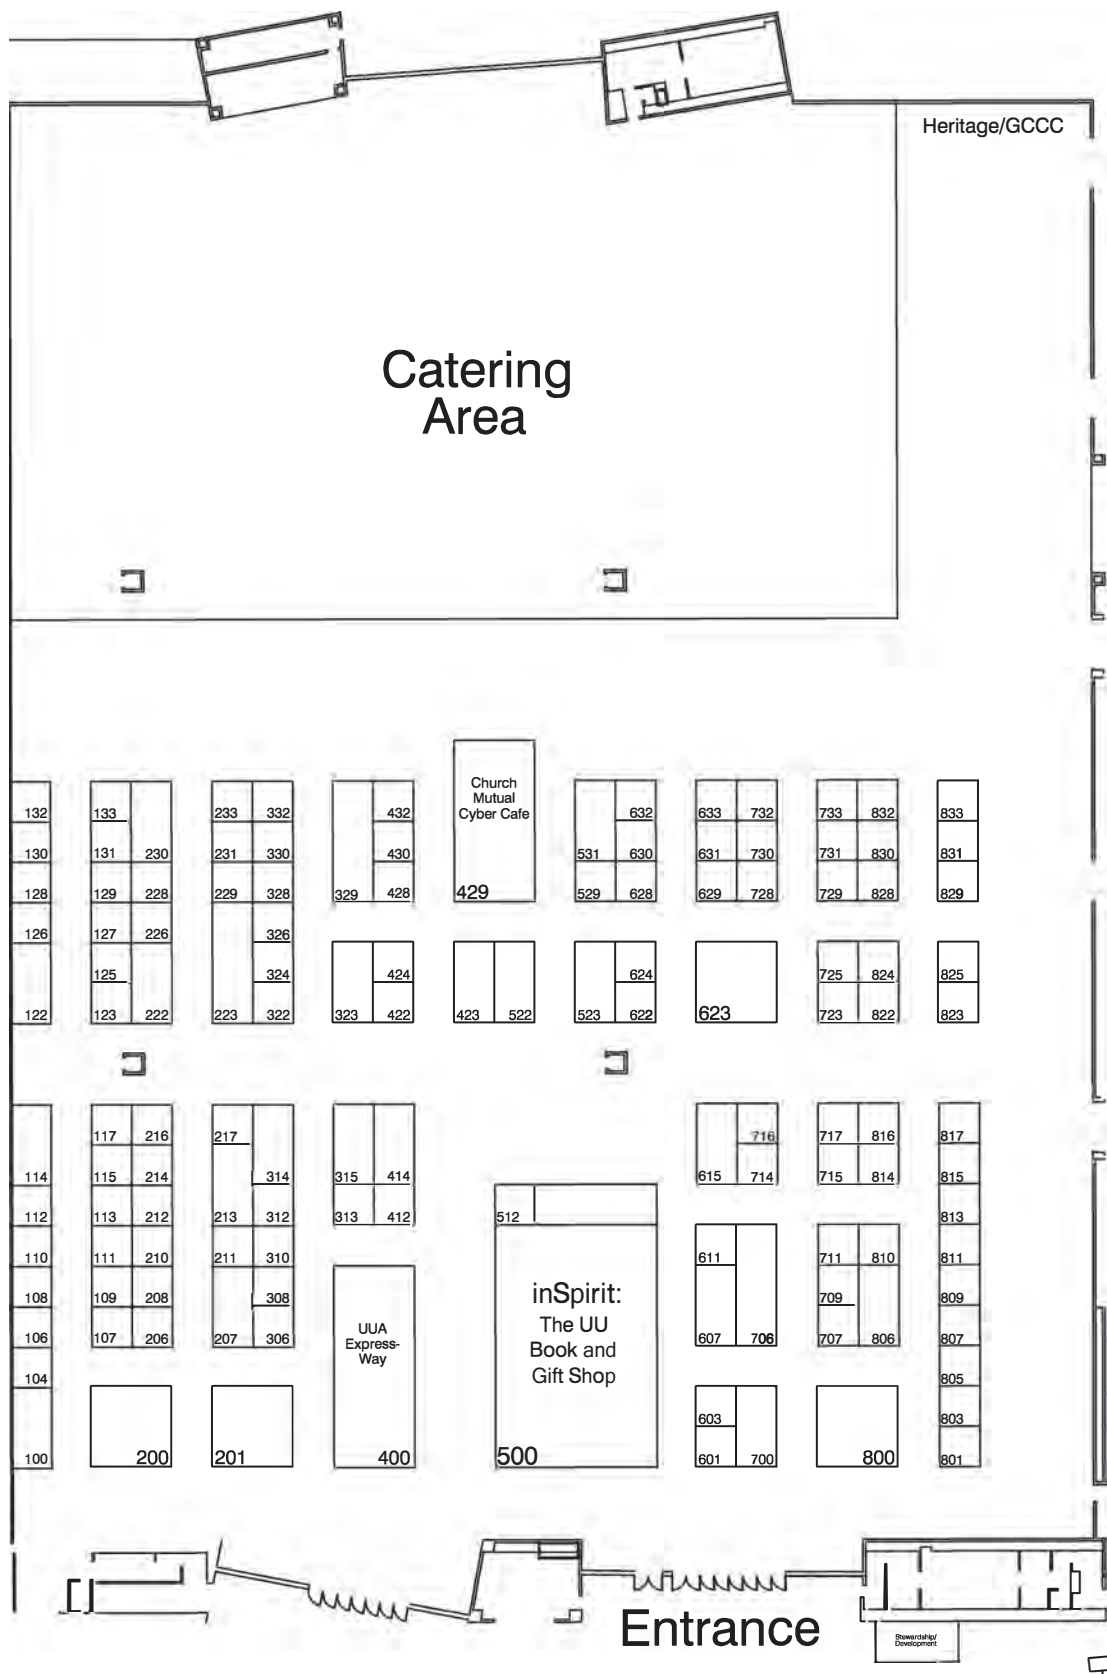 Heritage/GCCC
Catering
Area
Church
Mutual
Cyber Cafe
132 133 233 332 432 632 633 732 733 832 833
130 131 230 231 330 430 531 630 631 730 731 830 831
128 129 228 229 328 329 428 429 529 628 629 728 729 828 829
126 127 226 326
125 324 424 624 725 824 825
122 123 222 223 322 323 422 423 522 523 622 623 723 822 823
117 216 217 716 717 816 817
114 115 214 314 315 414 615 714 715 814 815
112 113 212 213 312 313 412 512 813
110 111 210 211 310 611 711 810 811
108 109 208 308 709 809
inSpirit:
The UU
Book and
Gift Shop
UUA
Express-
Way
106 107 206 207 306 607 706 707 806 807
104 805
603 803
100 200 201 400 500 601 700 800 801
Entrance
Stewardship/
Development